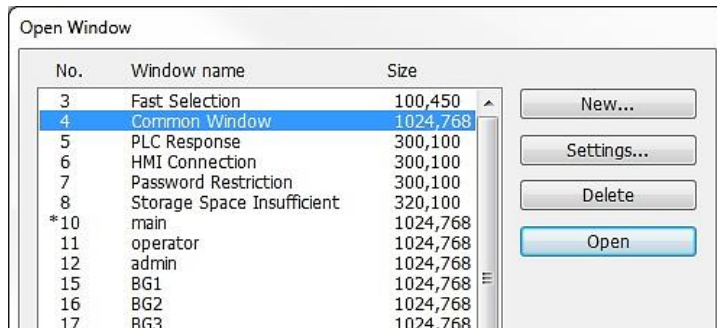 Open Window
No. Window name Size
3 Fast Selection 100,450
4 Common Window 1024,768
5 PLC Response 300,100
6 HMI Connection 300,100
7 Password Restriction 300,100
8 Storage Space Insufficient 320,100
*10 main 1024,768
11 operator 1024,768
12 admin 1024,768
15 BG1 1024,768
16 BG2 1024,768
17 BG3 1024,768
New...
Settings...
Delete
Open